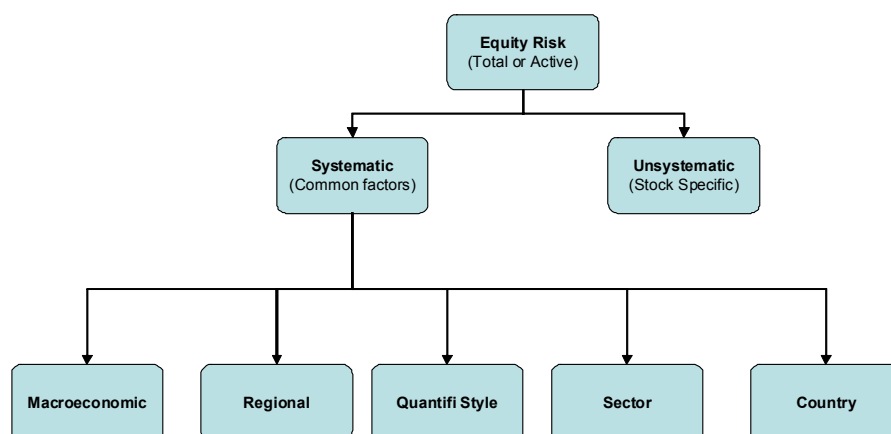 Equity Risk
(Total or Active)
Systematic
(Common factors)
Unsystematic
(Stock Specific)
Macroeconomic
Regional
Quantifi Style
Sector
Country